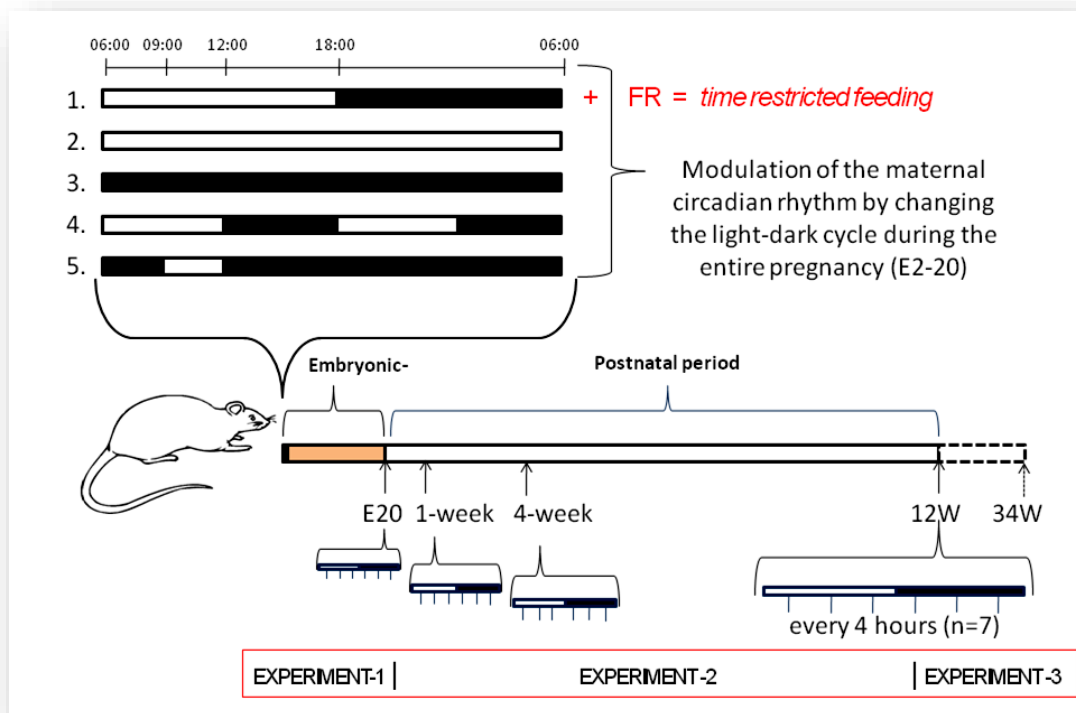 06:00 09:00 12:00 18:00 06:00
1.
+ FR = time restricted feeding
2.
3.
4.
5.
Modulation of the maternal
circadian rhythm by changing
the light-dark cycle during the
entire pregnancy (E2-20)
Embryonic-
Postnatal period
E20 1-week 4-week 12W 34W
every 4 hours (n=7)
EXPERIMENT-1 | EXPERIMENT-2 | EXPERIMENT-3